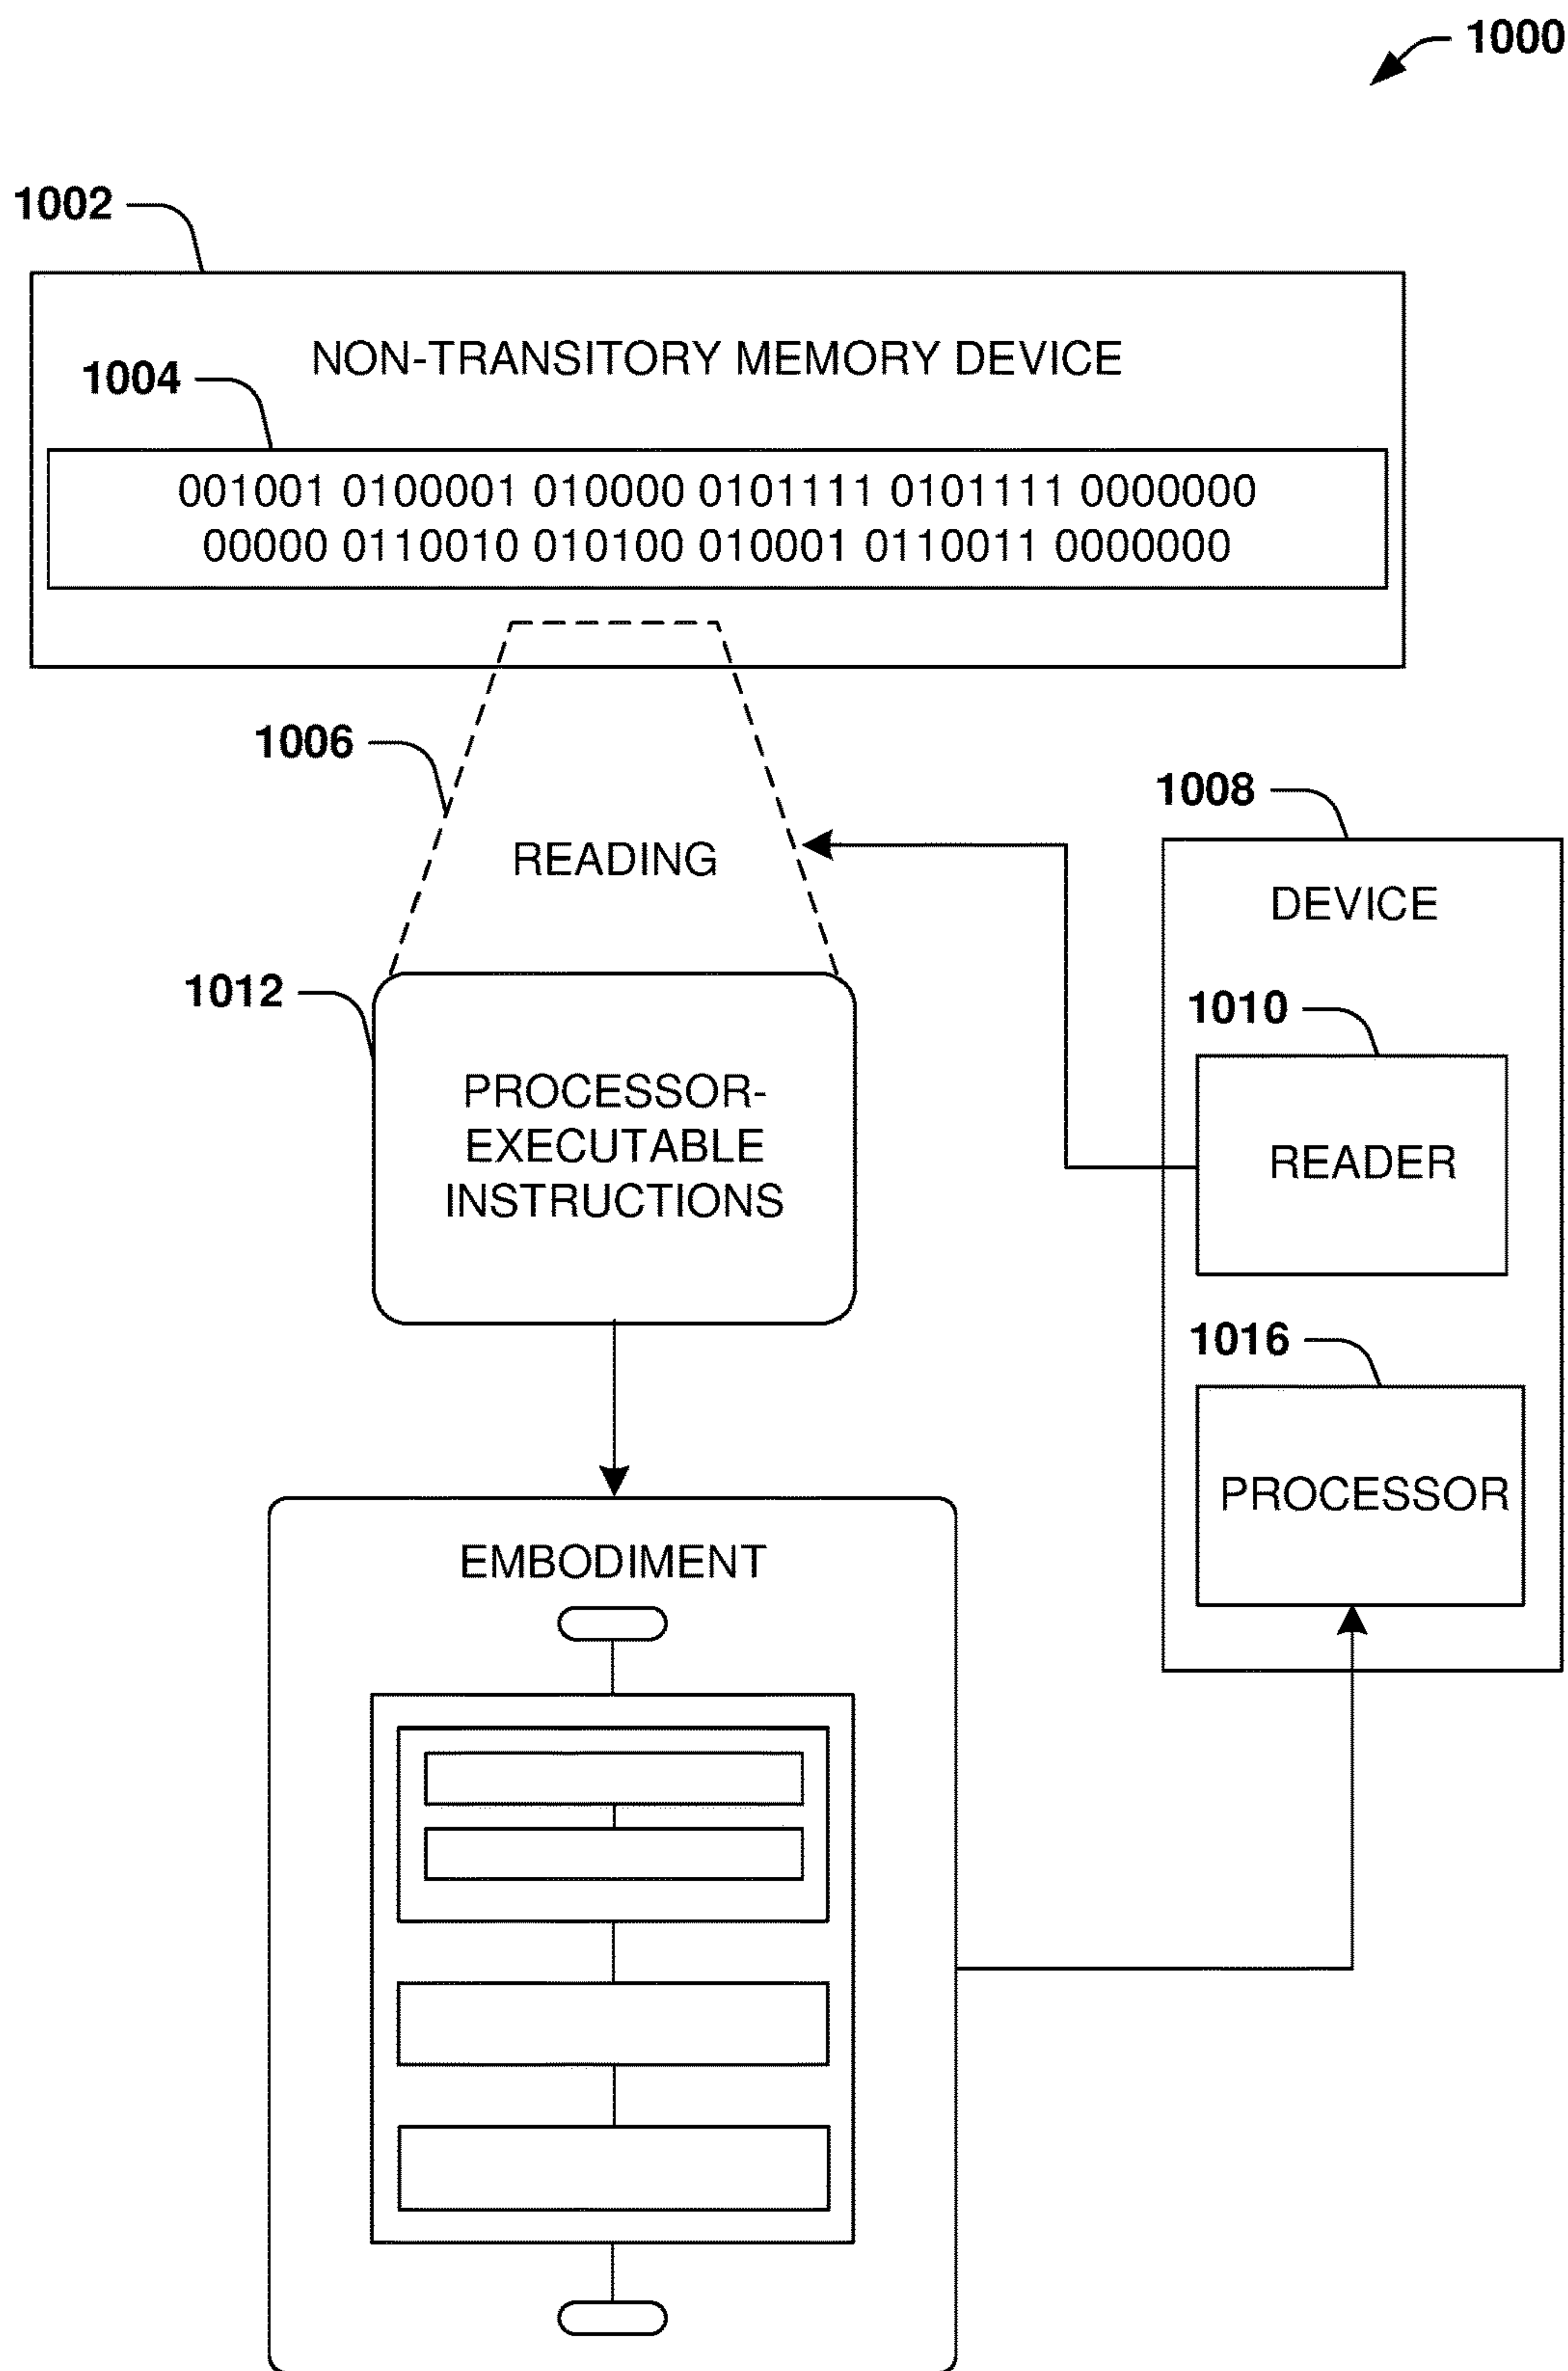 1000
1002
NON-TRANSITORY MEMORY DEVICE
1004
001001 0100001 010000 0101111 0101111 0000000
00000 0110010 010100 010001 0110011 0000000
1006
READING
1008
DEVICE
1012
PROCESSOR-
EXECUTABLE
INSTRUCTIONS
1010
READER
1016
PROCESSOR
EMBODIMENT